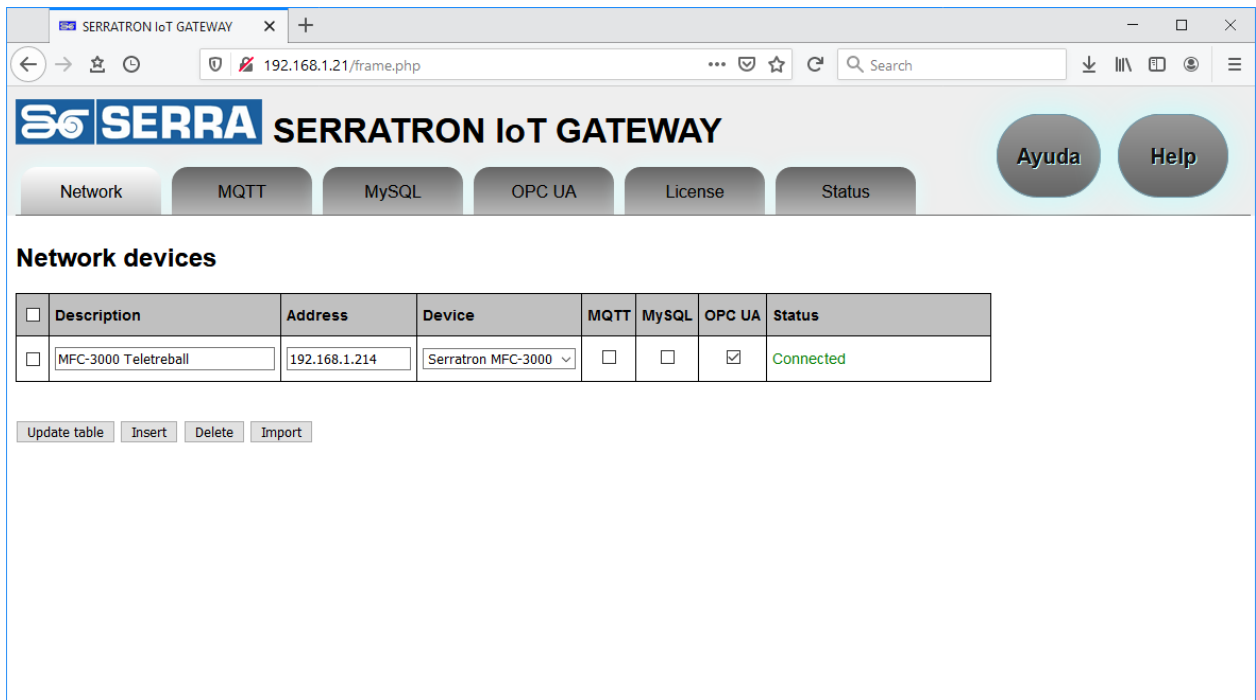 SERRATRON IoT GATEWAY
192.168.1.21/frame.php Search
SERRA SERRATRON IoT GATEWAY
Ayuda Help
Network MQTT MySQL OPC UA License Status
Network devices
Description Address Device MQTT MySQL OPC UA Status
MFC-3000 Teletreball 192.168.1.214 Serratron MFC-3000 Connected
Update table Insert Delete Import